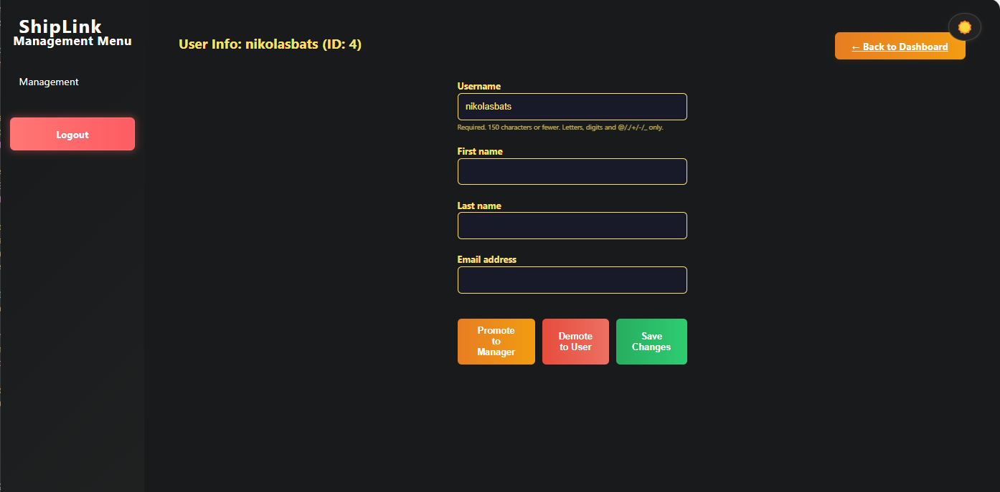 ShipLink
Management Menu
Management
Logout
User Info: nikolasbats (ID: 4)
← Back to Dashboard
Username
nikolasbats
Required. 150 characters or fewer. Letters, digits and @/./+/-/_ only.
First name
Last name
Email address
Promote
to
Manager
Demote
to User
Save
Changes